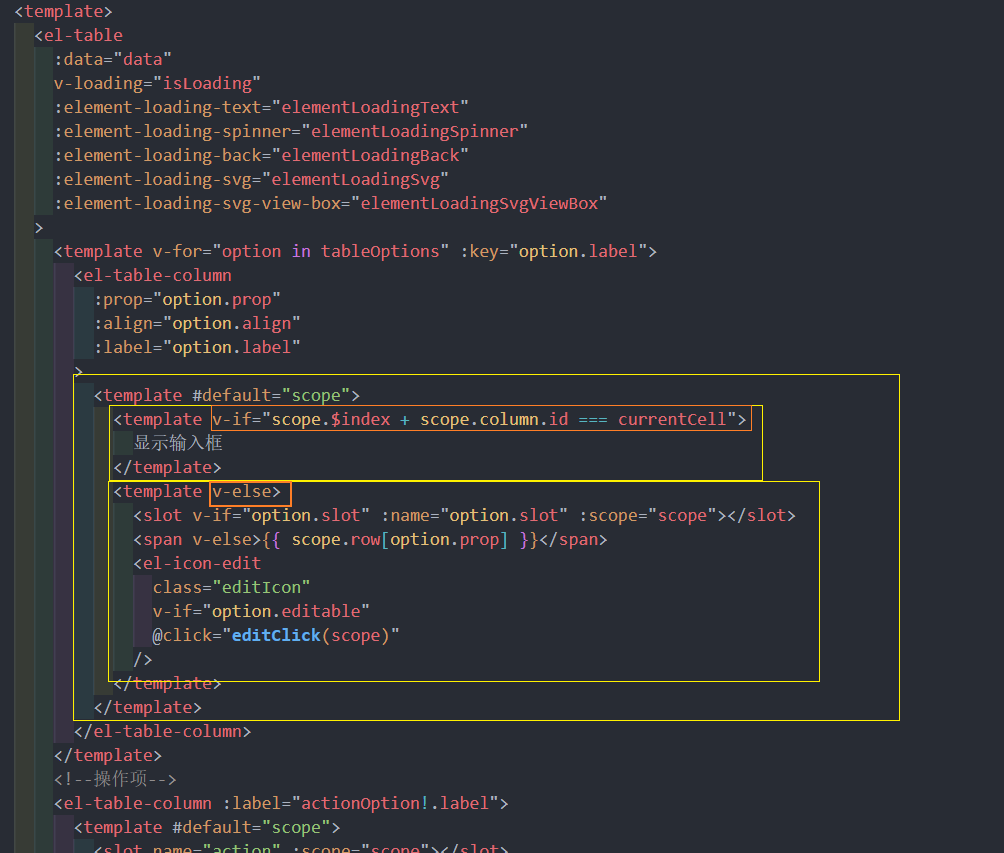 <template>
<el-table
:data="data"
v-loading="isLoading"
:element-loading-text="elementLoadingText"
:element-loading-spinner="elementLoadingSpinner"
:element-loading-back="elementLoadingBack"
:element-loading-svg="elementLoadingSvg"
:element-loading-svg-view-box="elementLoadingSvgViewBox"
>
<template v-for="option in tableOptions" :key="option.label">
<el-table-column
:prop="option.prop"
:align="option.align"
:label="option.label"
>
<template #default="scope">
<template v-if="scope.$index + scope.column.id === currentCell">
显示输入框
</template>
<template v-else>
<slot v-if="option.slot" :name="option.slot" :scope="scope"></slot>
<span v-else>{{ scope.row[option.prop] }}</span>
<el-icon-edit
class="editIcon"
v-if="option.editable"
@click="editClick(scope)"
/>
</template>
</template>
</el-table-column>
</template>
<!--操作项-->
<el-table-column :label="actionOption!.label">
<template #default="scope">
<slot name="action" :scope="scope"></slot>